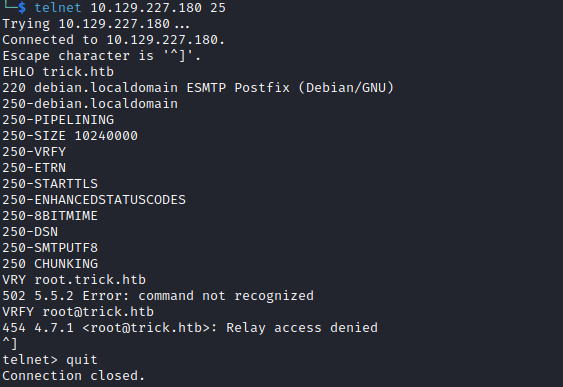 └─$ telnet 10.129.227.180 25
Trying 10.129.227.180...
Connected to 10.129.227.180.
Escape character is '^]'.
EHLO trick.htb
220 debian.localdomain ESMTP Postfix (Debian/GNU)
250-debian.localdomain
250-PIPELINING
250-SIZE 10240000
250-VRFY
250-ETRN
250-STARTTLS
250-ENHANCEDSTATUSCODES
250-8BITMIME
250-DSN
250-SMTPUTF8
250 CHUNKING
VRY root.trick.htb
502 5.5.2 Error: command not recognized
VRFY root@trick.htb
454 4.7.1 <root@trick.htb>: Relay access denied
^]
telnet> quit
Connection closed.